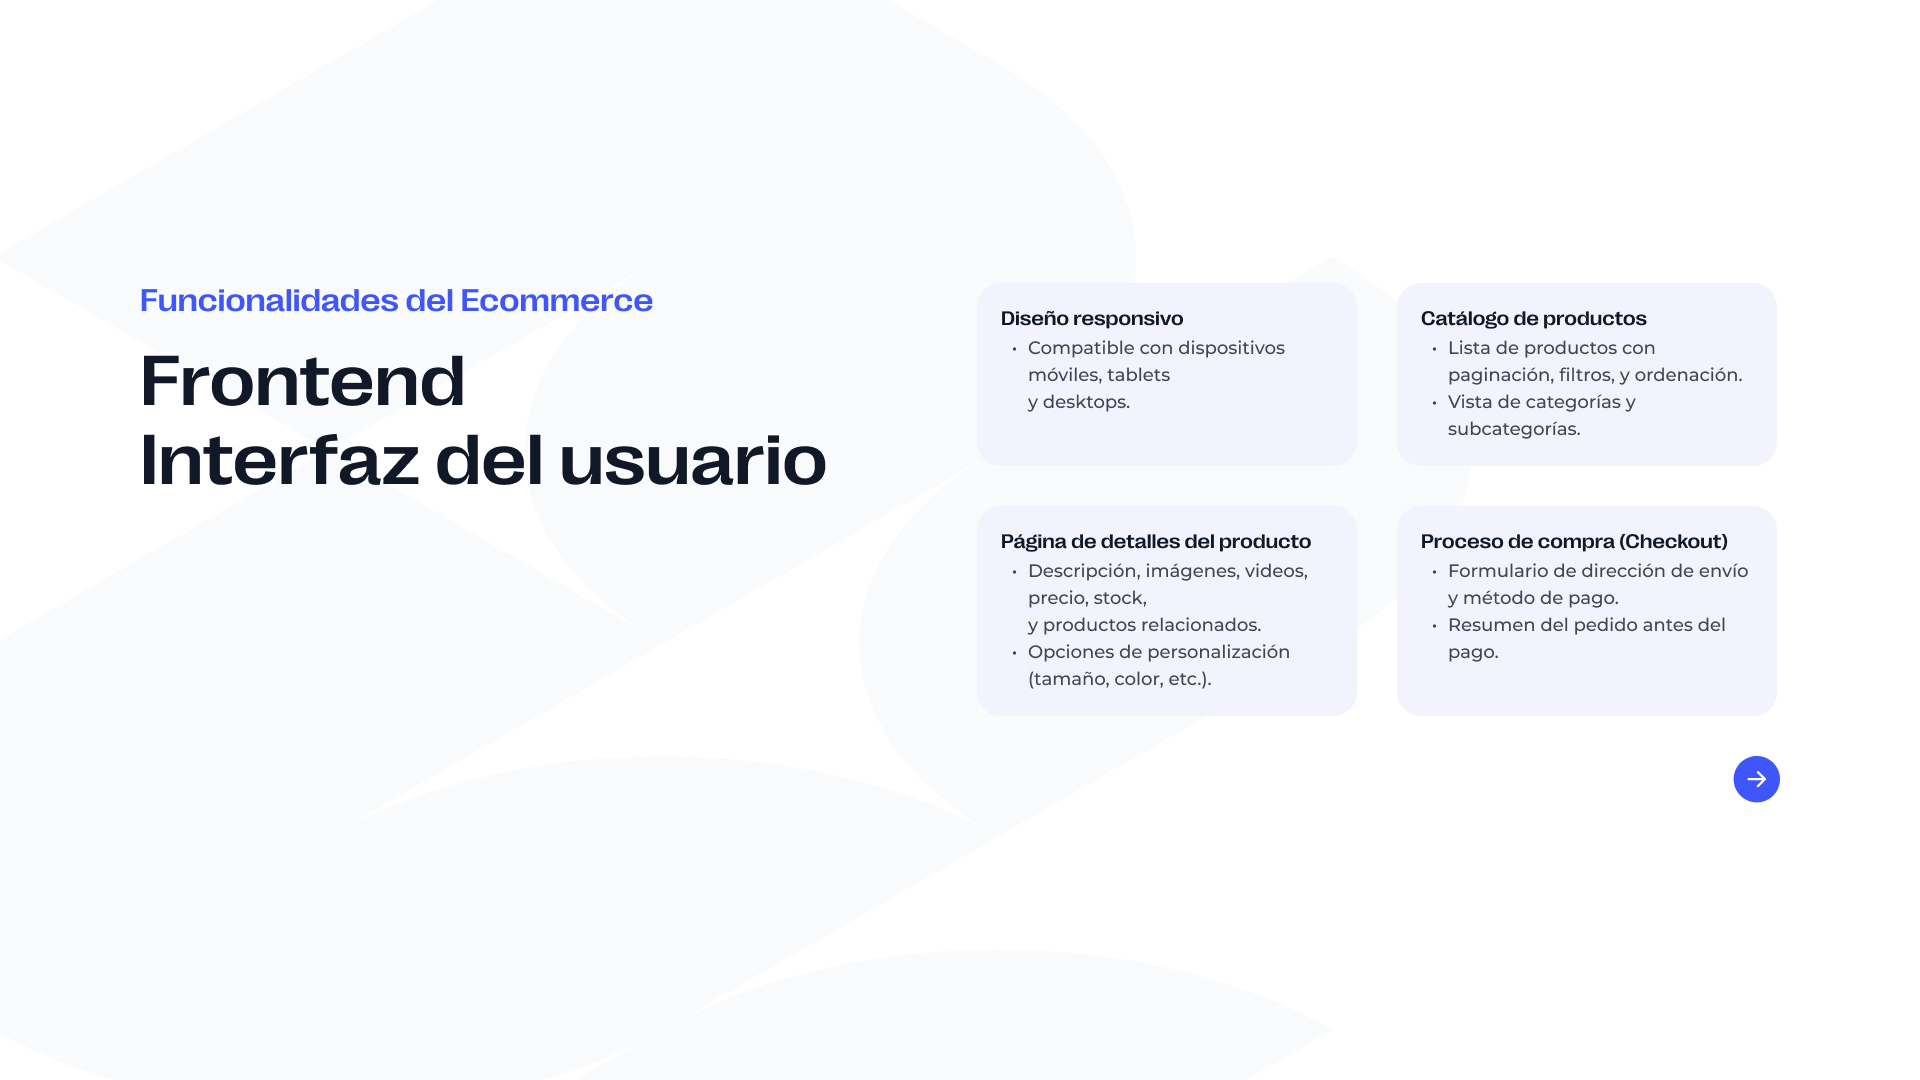 Funcionalidades del Ecommerce
Frontend
Interfaz del usuario
Diseño responsivo
• Compatible con dispositivos
móviles, tablets
y desktops.
Catálogo de productos
• Lista de productos con
paginación, filtros, y ordenación.
• Vista de categorías y
subcategorías.
Página de detalles del producto
• Descripción, imágenes, videos,
precio, stock,
y productos relacionados.
• Opciones de personalización
(tamaño, color, etc.).
Proceso de compra (Checkout)
• Formulario de dirección de envío
y método de pago.
• Resumen del pedido antes del
pago.